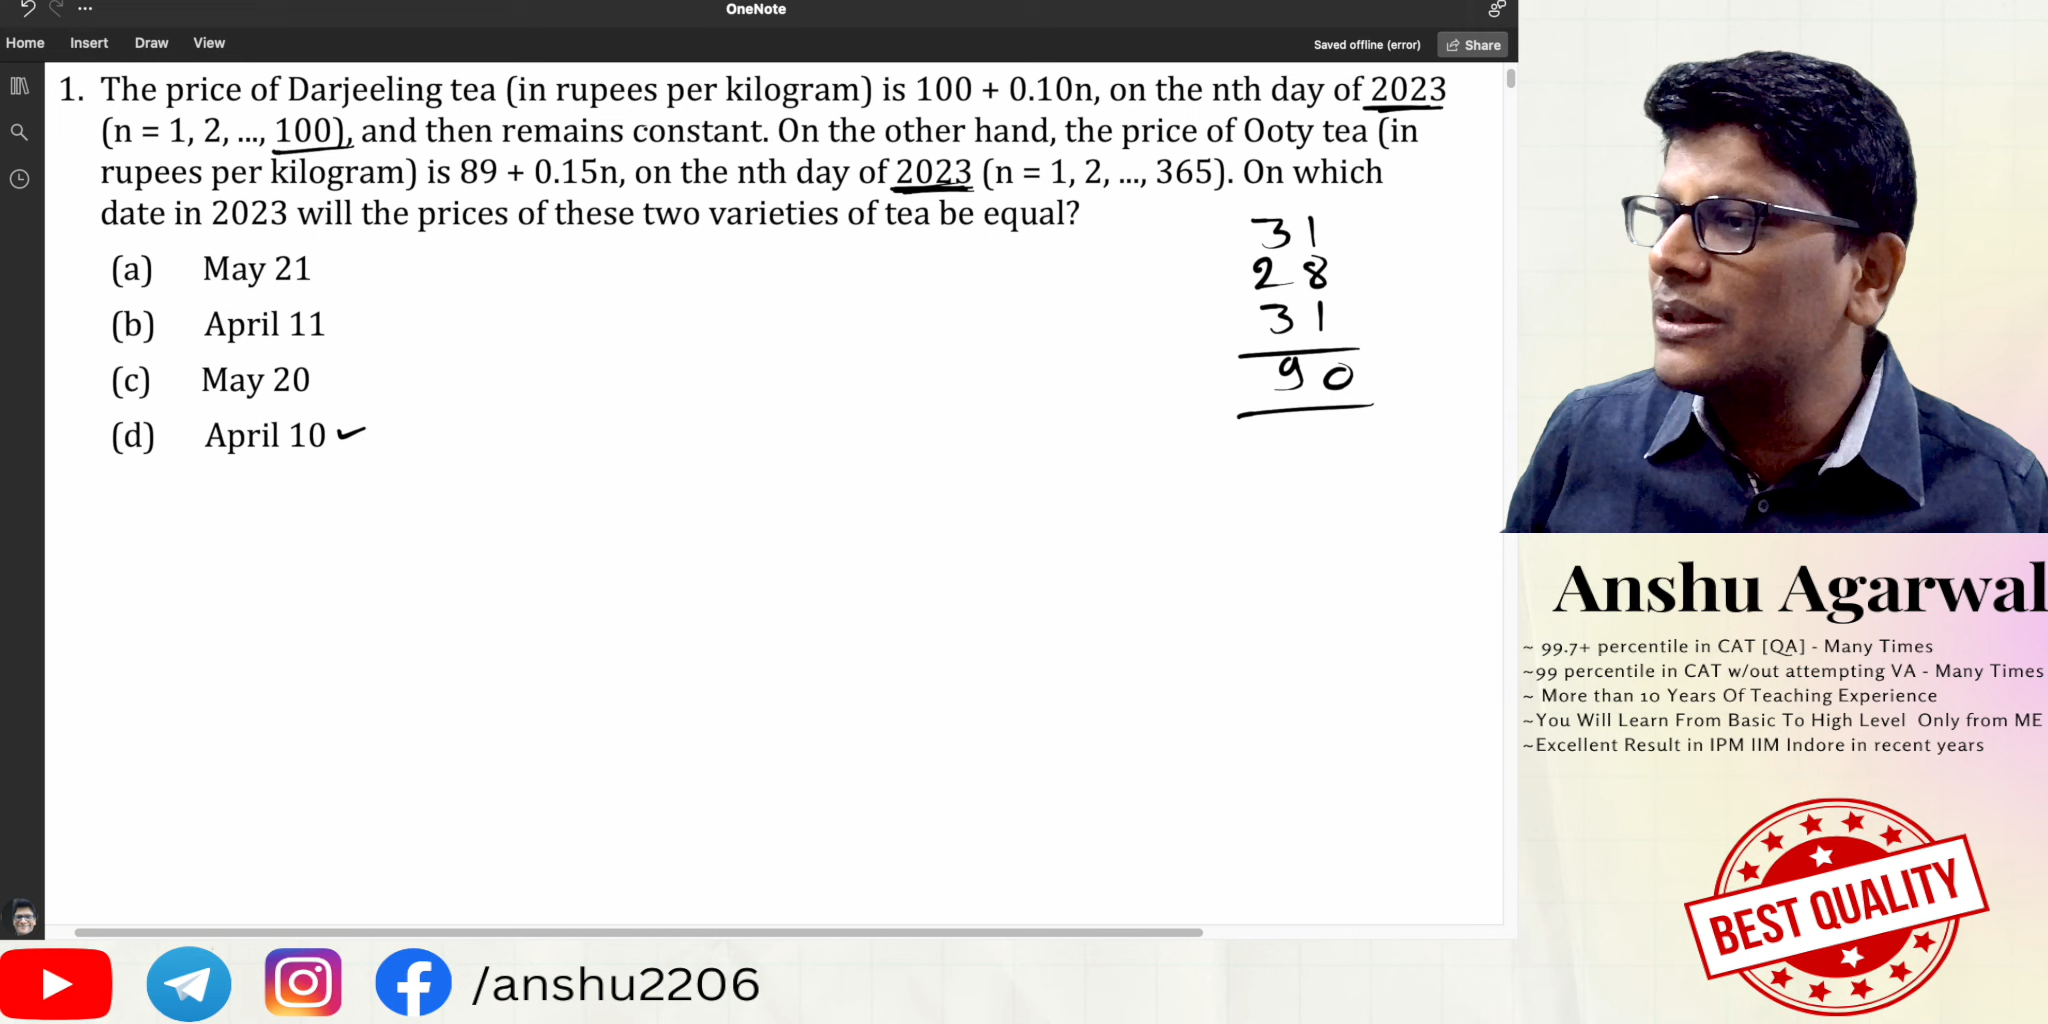 OneNote
Home Insert Draw View
Saved offline (error) Share
1. The price of Darjeeling tea (in rupees per kilogram) is 100 + 0.10n, on the nth day of 2023
(n = 1, 2, ..., 100), and then remains constant. On the other hand, the price of Ooty tea (in
rupees per kilogram) is 89 + 0.15n, on the nth day of 2023 (n = 1, 2, ..., 365). On which
date in 2023 will the prices of these two varieties of tea be equal?
(a) May 21
(b) April 11
(c) May 20
(d) April 10
31
28
31
90
Anshu Agarwal
~ 99.7+ percentile in CAT [QA] - Many Times
~99 percentile in CAT w/out attempting VA - Many Times
~ More than 10 Years Of Teaching Experience
~You Will Learn From Basic To High Level Only from ME
~Excellent Result in IPM IIM Indore in recent years
BEST QUALITY
/anshu2206